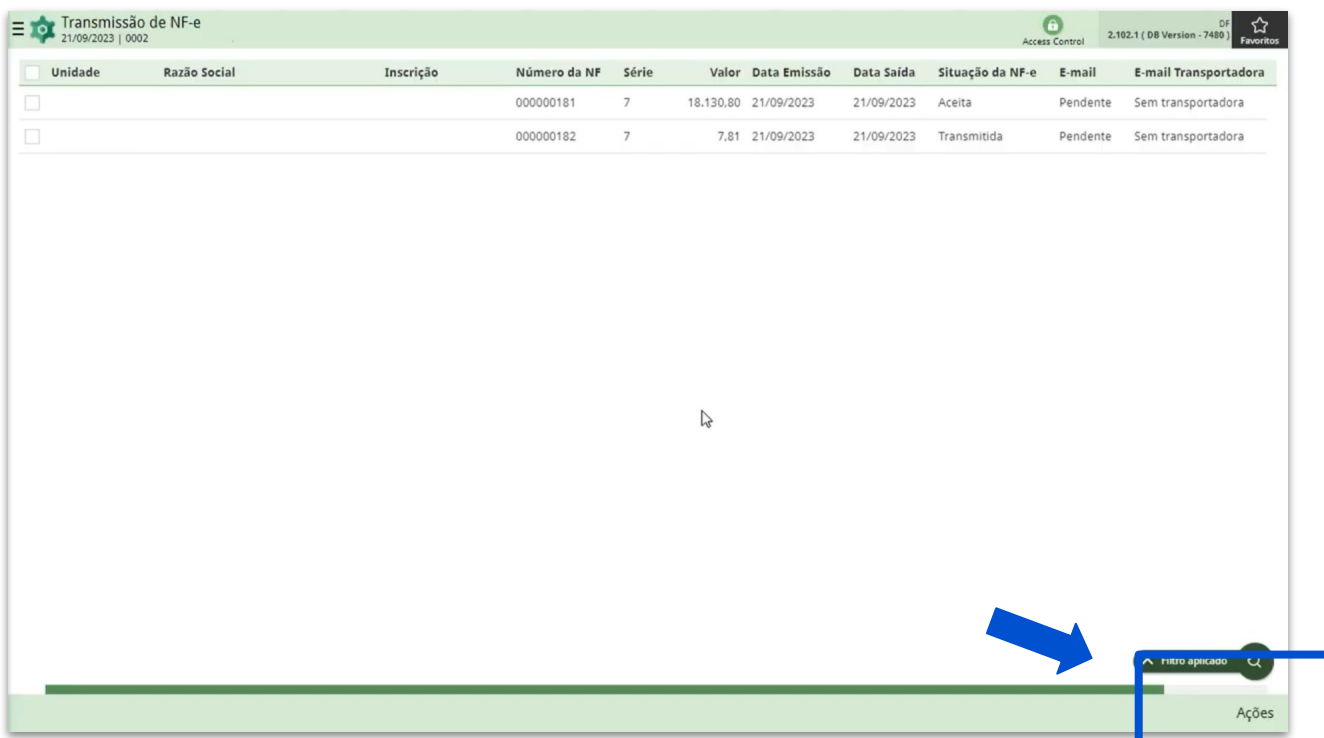 Transmissão de NF-e
21/09/2023 | 0002
Access Control
DF
2.102.1 ( DB Version - 7480 )
Favoritos
Unidade Razão Social Inscrição Número da NF Série Valor Data Emissão Data Saída Situação da NF-e E-mail E-mail Transportadora
000000181 7 18.130,80 21/09/2023 21/09/2023 Aceita Pendente Sem transportadora
000000182 7 7,81 21/09/2023 21/09/2023 Transmitida Pendente Sem transportadora
Filtro aplicado
Ações